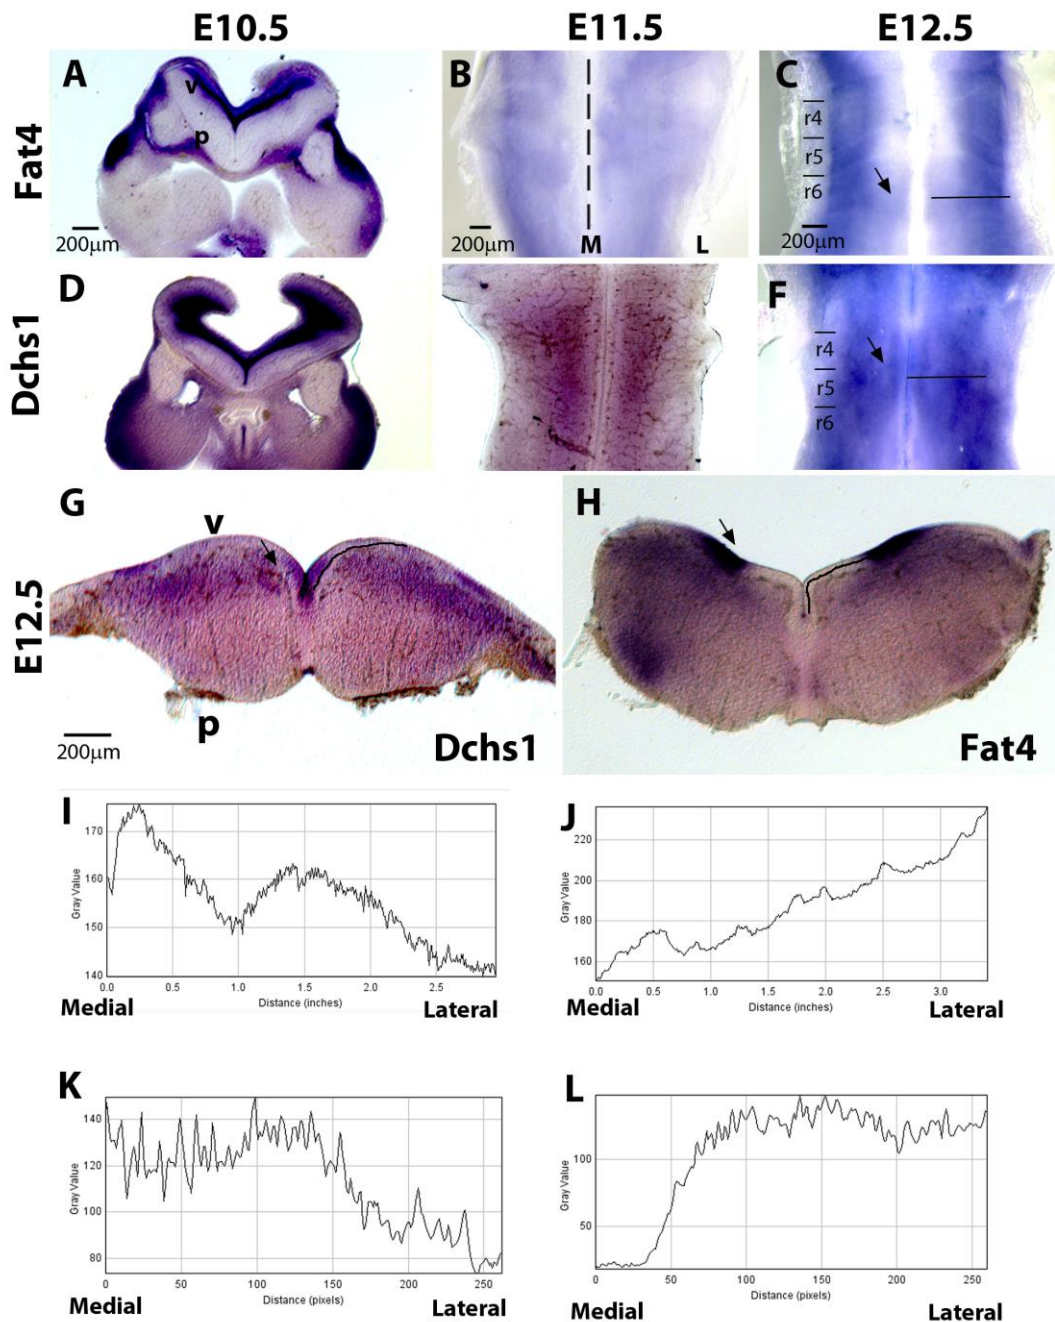 E10.5 E11.5 E12.5
Fat4
A v p 200μm
B 200μm M L
C r4 r5 r6 200μm
Dchs1
D
F r4 r5 r6
E12.5
G v p 200μm Dchs1
H Fat4
I
Gray Value
170
160
150
140
0.0 0.5 1.0 1.5 2.0 2.5
Medial Distance (inches) Lateral
J
Gray Value
220
200
180
160
0.0 0.5 1.0 1.5 2.0 2.5 3.0
Medial Distance (inches) Lateral
K
Gray Value
140
120
100
80
0 50 100 150 200 250
Medial Distance (pixels) Lateral
L
Gray Value
100
50
0 50 100 150 200 250
Medial Distance (pixels) Lateral